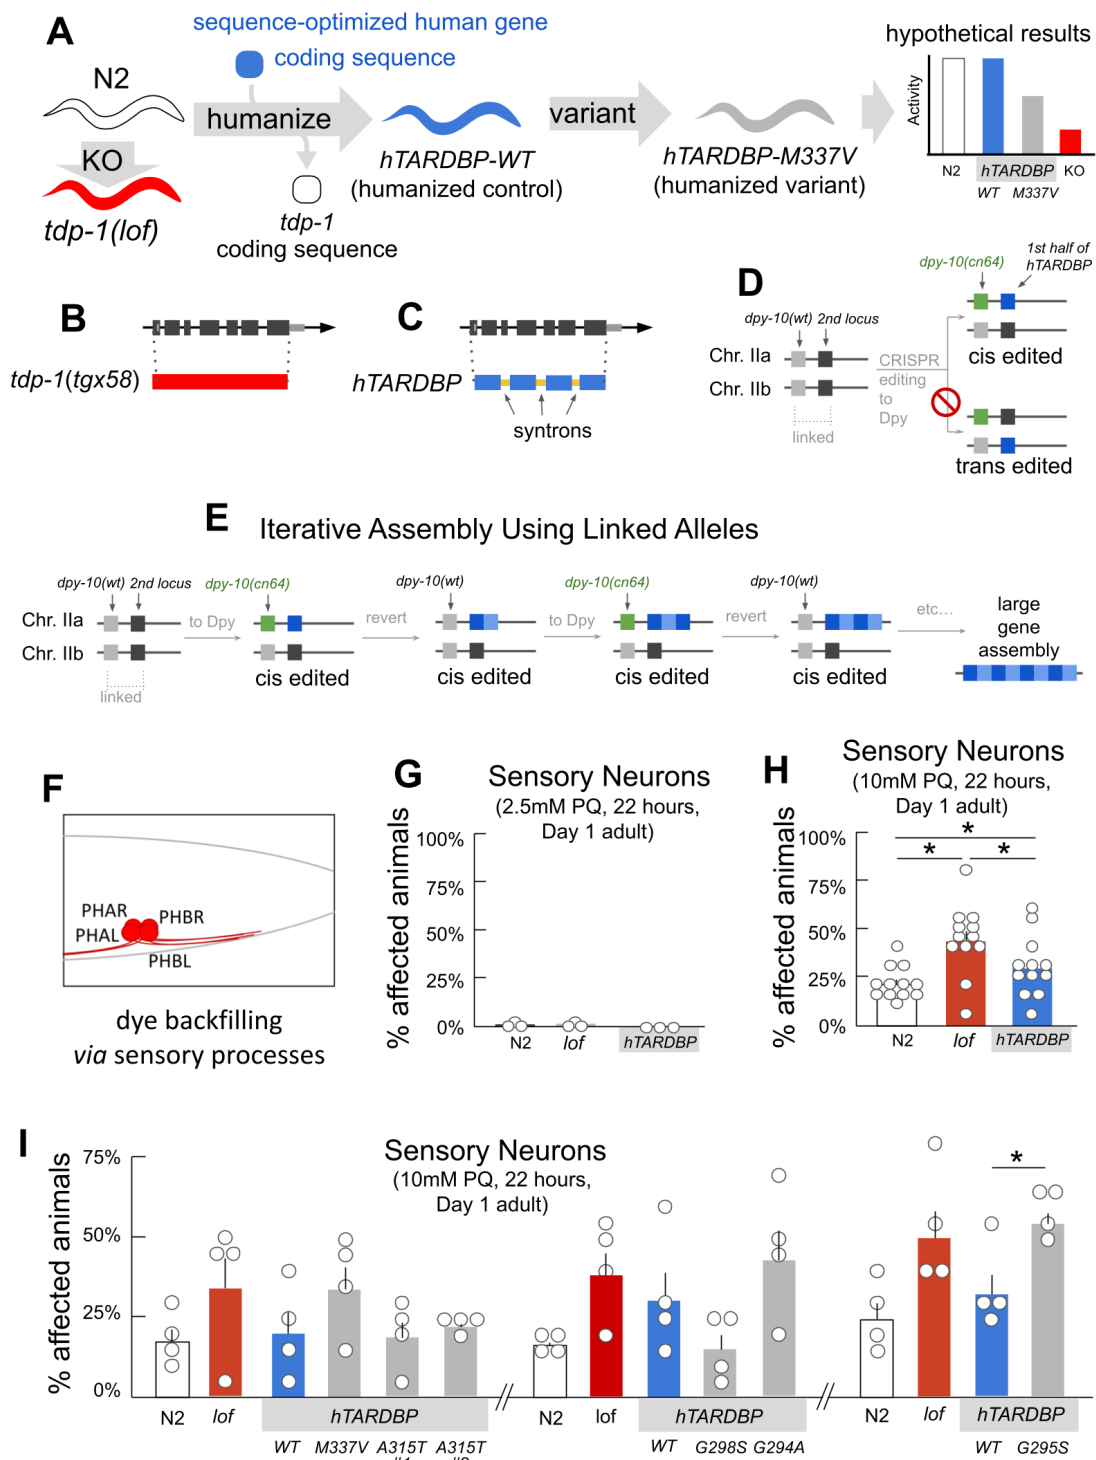 A
sequence-optimized human gene
coding sequence
N2
KO
tdp-1(lof)
humanize
tdp-1
coding sequence
hTARDBP-WT
(humanized control)
variant
hTARDBP-M337V
(humanized variant)
hypothetical results
Activity
N2
hTARDBP
KO
WT M337V
B
tdp-1(tgx58)
C
hTARDBP
syntrons
D
dpy-10(wt) 2nd locus
Chr. IIa
Chr. IIb
linked
CRISPR
editing
to
Dpy
dpy-10(cn64)
1st half of
hTARDBP
cis edited
trans edited
E
Iterative Assembly Using Linked Alleles
dpy-10(wt) 2nd locus
Chr. IIa
Chr. IIb
linked
to Dpy
dpy-10(cn64)
cis edited
revert
dpy-10(wt)
cis edited
to Dpy
dpy-10(cn64)
cis edited
revert
dpy-10(wt)
cis edited
etc...
large
gene
assembly
F
PHAR
PHBR
PHAL
PHBL
dye backfilling
via sensory processes
G
Sensory Neurons
(2.5mM PQ, 22 hours,
Day 1 adult)
% affected animals
100%
75%
50%
25%
0%
N2 lof hTARDBP
H
Sensory Neurons
(10mM PQ, 22 hours,
Day 1 adult)
% affected animals
100%
75%
50%
25%
0%
*
* *
N2 lof hTARDBP
I
Sensory Neurons
(10mM PQ, 22 hours,
Day 1 adult)
% affected animals
75%
50%
25%
0%
*
N2 lof hTARDBP
WT M337V A315T A315T
N2 lof hTARDBP
WT G298S G294A
N2 lof hTARDBP
WT G295S